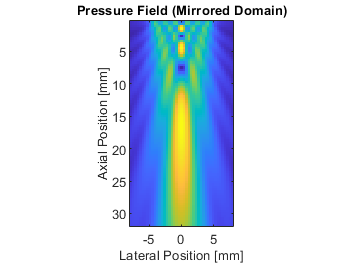 Pressure Field (Mirrored Domain)
Axial Position [mm]
5
10
15
20
25
30
-5 0 5
Lateral Position [mm]